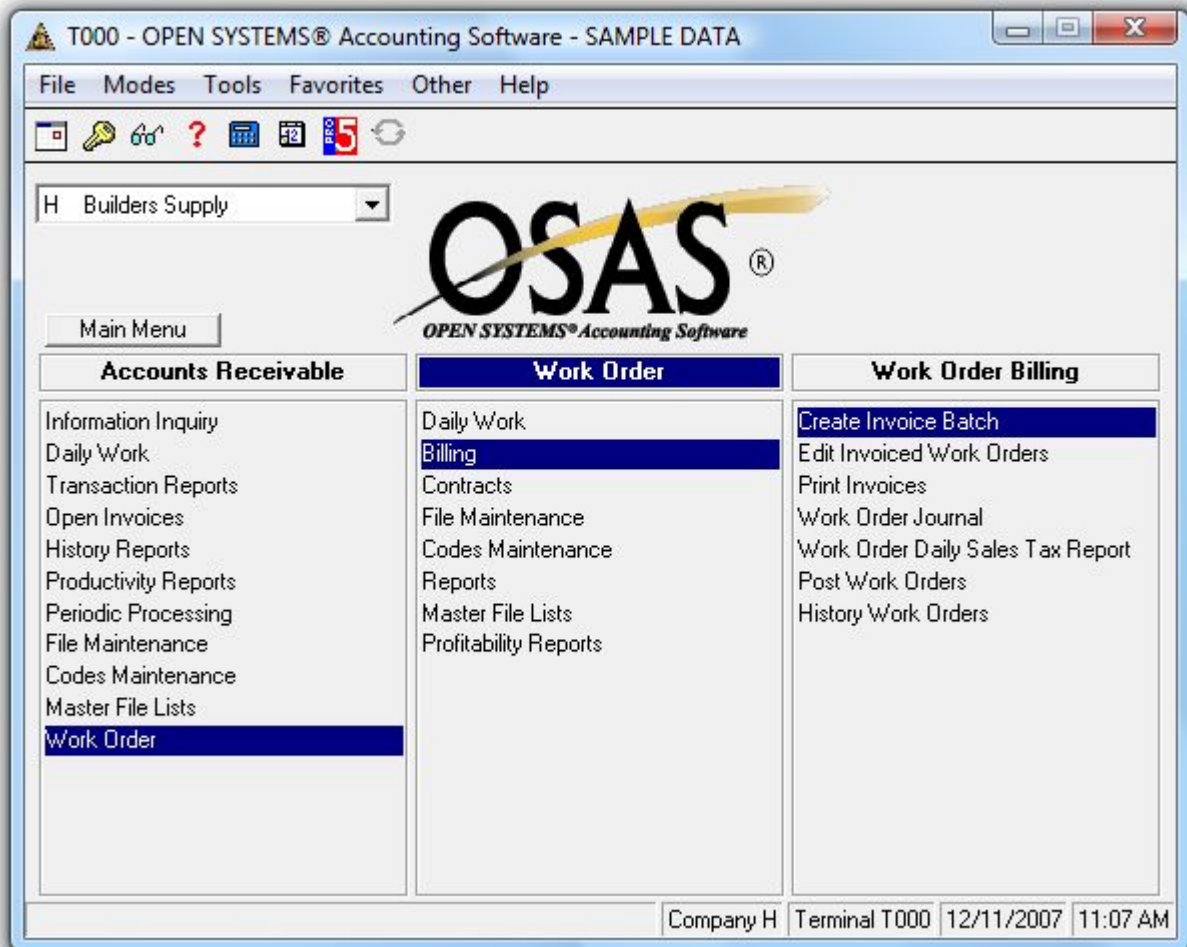 T000 - OPEN SYSTEMS® Accounting Software - SAMPLE DATA
File Modes Tools Favorites Other Help
? 12 PRO 5
H Builders Supply
OSAS®
OPEN SYSTEMS® Accounting Software
Main Menu
Accounts Receivable
Information Inquiry
Daily Work
Transaction Reports
Open Invoices
History Reports
Productivity Reports
Periodic Processing
File Maintenance
Codes Maintenance
Master File Lists
Work Order
Work Order
Daily Work
Billing
Contracts
File Maintenance
Codes Maintenance
Reports
Master File Lists
Profitability Reports
Work Order Billing
Create Invoice Batch
Edit Invoiced Work Orders
Print Invoices
Work Order Journal
Work Order Daily Sales Tax Report
Post Work Orders
History Work Orders
Company H Terminal T000 12/11/2007 11:07 AM